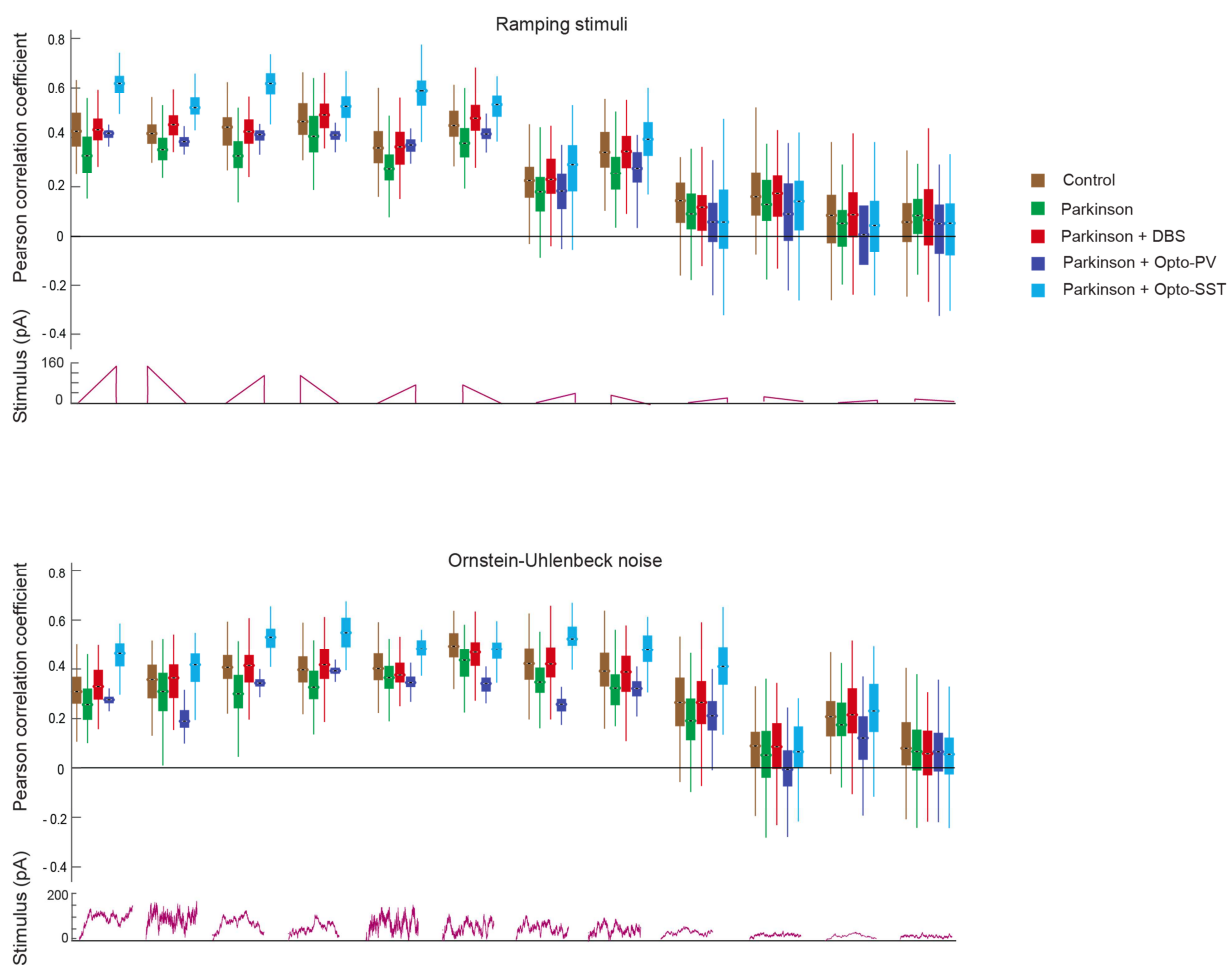 Ramping stimuli
Pearson correlation coefficient
0.8
0.6
0.4
0.2
0
- 0.2
- 0.4
Stimulus (pA)
160
0
Control
Parkinson
Parkinson + DBS
Parkinson + Opto-PV
Parkinson + Opto-SST
Ornstein-Uhlenbeck noise
Pearson correlation coefficient
0.8
0.6
0.4
0.2
0
- 0.2
- 0.4
Stimulus (pA)
200
0